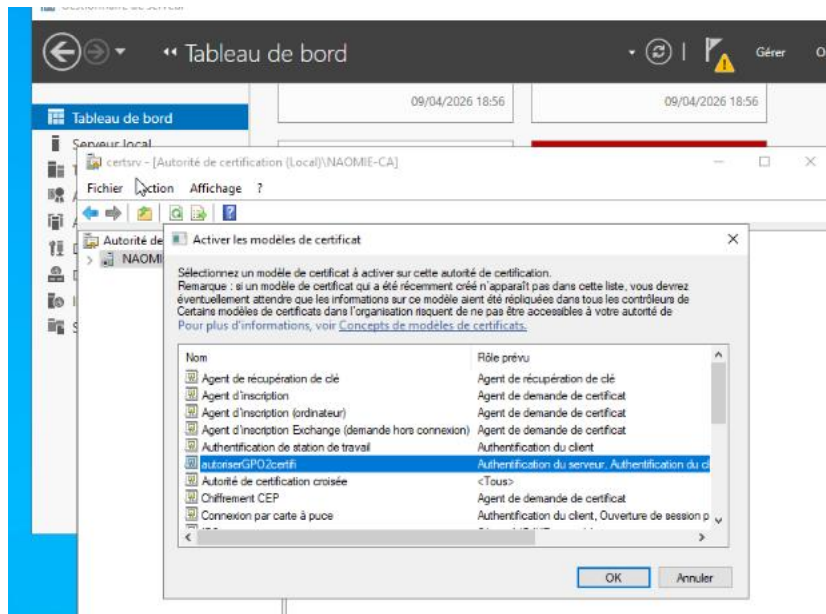 Gestionnaire de serveur
Tableau de bord
Gérer
09/04/2026 18:56
09/04/2026 18:56
Tableau de bord
Serveur local
certsrv - [Autorité de certification (Local)\NAOMIE-CA]
Fichier Action Affichage ?
Autorité de
NAOMI
Activer les modèles de certificat
Sélectionnez un modèle de certificat à activer sur cette autorité de certification.
Remarque : si un modèle de certificat qui a été récemment créé n'apparaît pas dans cette liste, vous devrez
éventuellement attendre que les informations sur ce modèle aient été répliquées dans tous les contrôleurs de
Certains modèles de certificats dans l'organisation risquent de ne pas être accessibles à votre autorité de
Pour plus d'informations, voir Concepts de modèles de certificats.
Nom Rôle prévu
Agent de récupération de clé Agent de récupération de clé
Agent d'inscription Agent de demande de certificat
Agent d'inscription (ordinateur) Agent de demande de certificat
Agent d'inscription Exchange (demande hors connexion) Agent de demande de certificat
Authentification de station de travail Authentification du client
autoriserGPO2certifi Authentification du serveur, Authentification du cl
Autorité de certification croisée <Tous>
Chiffrement CEP Agent de demande de certificat
Connexion par carte à puce Authentification du client, Ouverture de session p
OK Annuler